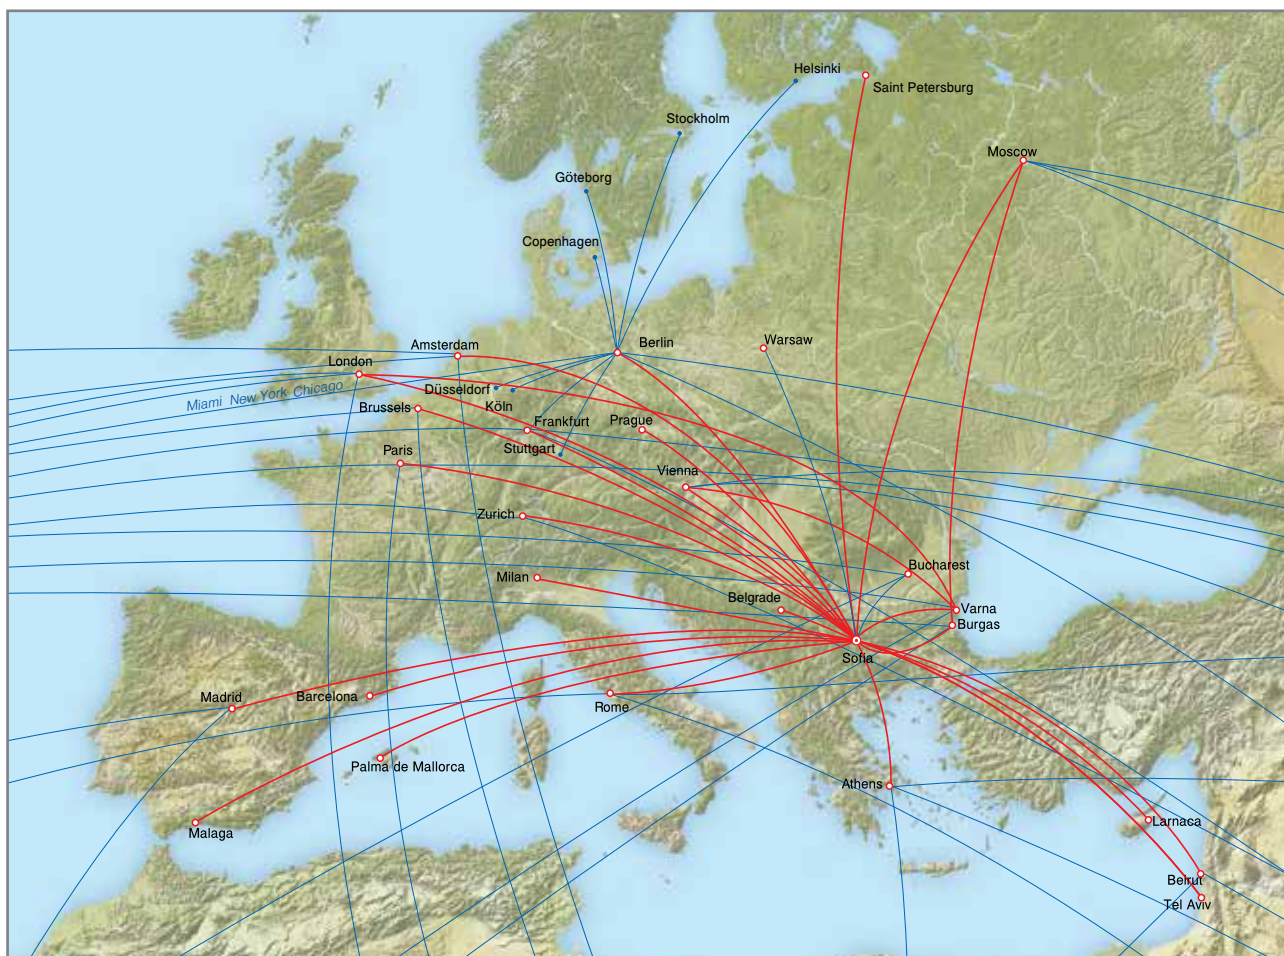 Helsinki
Saint Petersburg
Stockholm
Moscow
Göteborg
Copenhagen
Amsterdam
Berlin
Warsaw
London
Miami New York Chicago
Düsseldorf
Köln
Brussels
Frankfurt
Prague
Paris
Stuttgart
Vienna
Zurich
Bucharest
Milan
Belgrade
Varna
Burgas
Sofia
Madrid
Barcelona
Rome
Palma de Mallorca
Athens
Malaga
Larnaca
Beirut
Tel Aviv